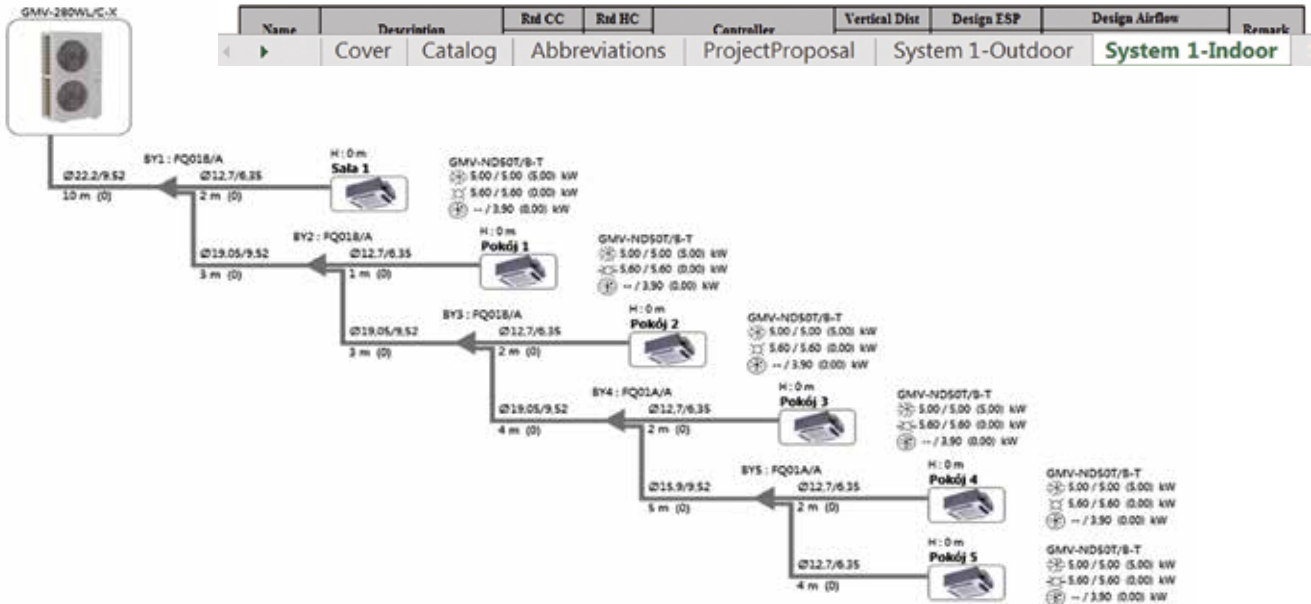 GMV-280WL/C-X
Name Description Rtd CC Rtd HC Controller Vertical Dist Design ESP Design Airflow Remark
Cover Catalog Abbreviations ProjectProposal System 1-Outdoor System 1-Indoor
BY1 : FQ01B/A
Ø22.2/9.52
10 m (0)
Ø12.7/6.35
2 m (0)
H : 0 m
Sala 1
GMV-ND50T/B-T
5.00 / 5.00 (5.00) kW
5.60 / 5.60 (0.00) kW
-- / 3.90 (0.00) kW
BY2 : FQ01B/A
Ø19.05/9.52
3 m (0)
Ø12.7/6.35
1 m (0)
H : 0 m
Pokój 1
GMV-ND50T/B-T
5.00 / 5.00 (5.00) kW
5.60 / 5.60 (0.00) kW
-- / 3.90 (0.00) kW
BY3 : FQ01B/A
Ø19.05/9.52
3 m (0)
Ø12.7/6.35
2 m (0)
H : 0 m
Pokój 2
GMV-ND50T/B-T
5.00 / 5.00 (5.00) kW
5.60 / 5.60 (0.00) kW
-- / 3.90 (0.00) kW
BY4 : FQ01A/A
Ø19.05/9.52
4 m (0)
Ø12.7/6.35
2 m (0)
H : 0 m
Pokój 3
GMV-ND50T/B-T
5.00 / 5.00 (5.00) kW
5.60 / 5.60 (0.00) kW
-- / 3.90 (0.00) kW
BY5 : FQ01A/A
Ø15.9/9.52
5 m (0)
Ø12.7/6.35
2 m (0)
H : 0 m
Pokój 4
GMV-ND50T/B-T
5.00 / 5.00 (5.00) kW
5.60 / 5.60 (0.00) kW
-- / 3.90 (0.00) kW
Ø12.7/6.35
4 m (0)
H : 0 m
Pokój 5
GMV-ND50T/B-T
5.00 / 5.00 (5.00) kW
5.60 / 5.60 (0.00) kW
-- / 3.90 (0.00) kW